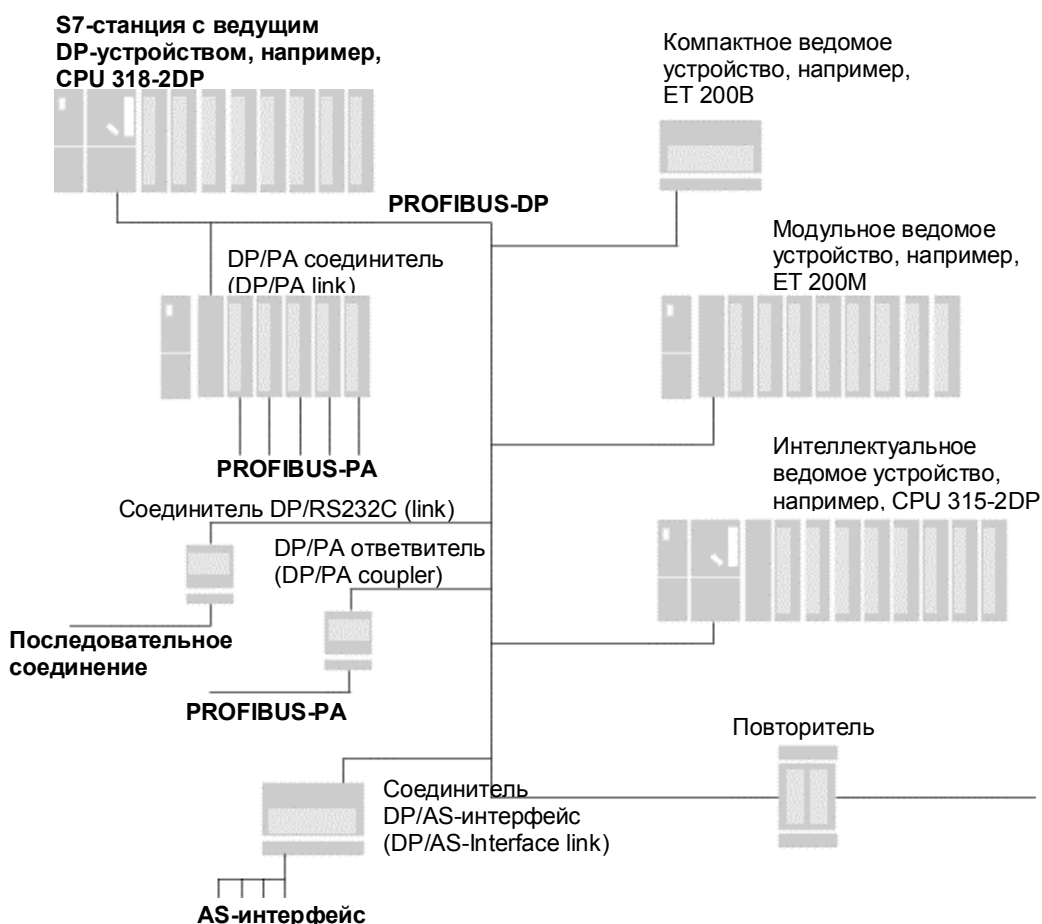 S7-станция с ведущим
DP-устройством, например,
CPU 318-2DP
Компактное ведомое
устройство, например,
ET 200B
PROFIBUS-DP
Модульное ведомое
устройство, например,
ET 200M
DP/PA соединитель
(DP/PA link)
PROFIBUS-PA
Интеллектуальное
ведомое устройство,
например, CPU 315-2DP
Соединитель DP/RS232C (link)
DP/PA ответвитель
(DP/PA coupler)
Последовательное
соединение
PROFIBUS-PA
Повторитель
Соединитель
DP/AS-интерфейс
(DP/AS-Interface link)
AS-интерфейс